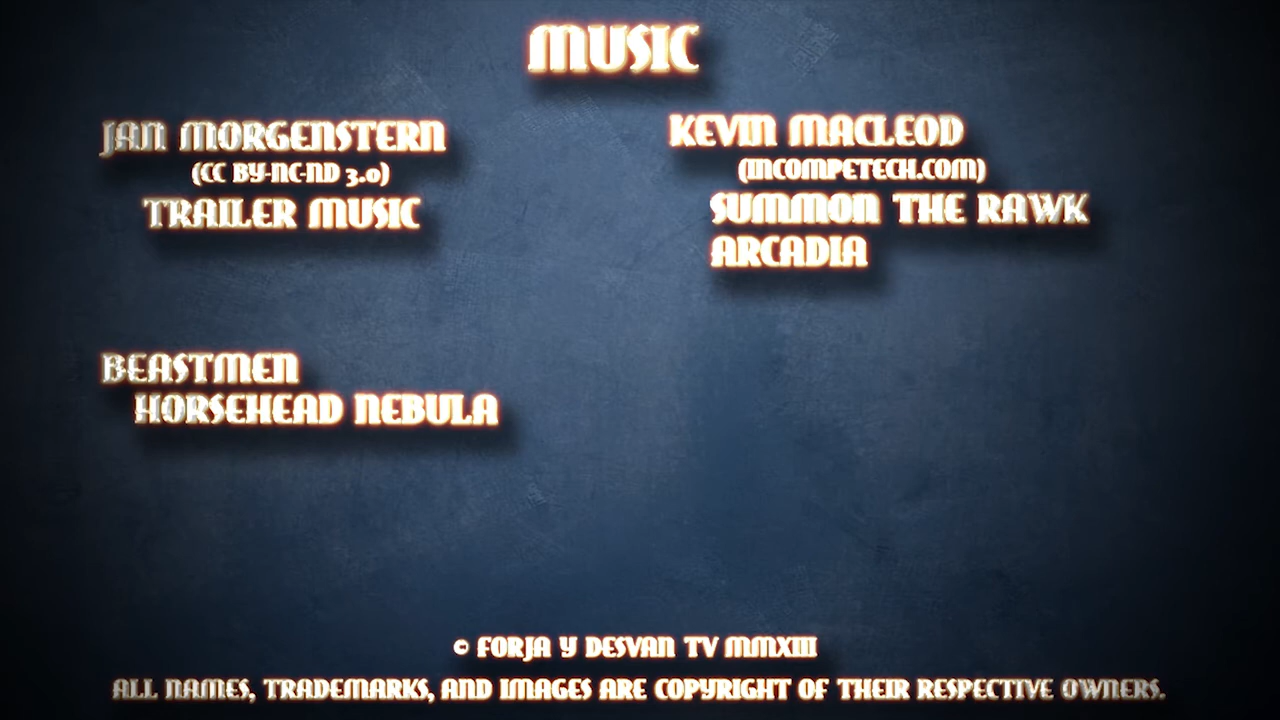 MUSIC
JAN MORGENSTERN
(CC BY-NC-ND 3.0)
TRAILER MUSIC
KEVIN MACLEOD
(INCOMPETECH.COM)
SUMMON THE RAWK
ARCADIA
BEASTMEN
HORSEHEAD NEBULA
© FORJA Y DESVAN TV MMXIII
ALL NAMES, TRADEMARKS, AND IMAGES ARE COPYRIGHT OF THEIR RESPECTIVE OWNERS.